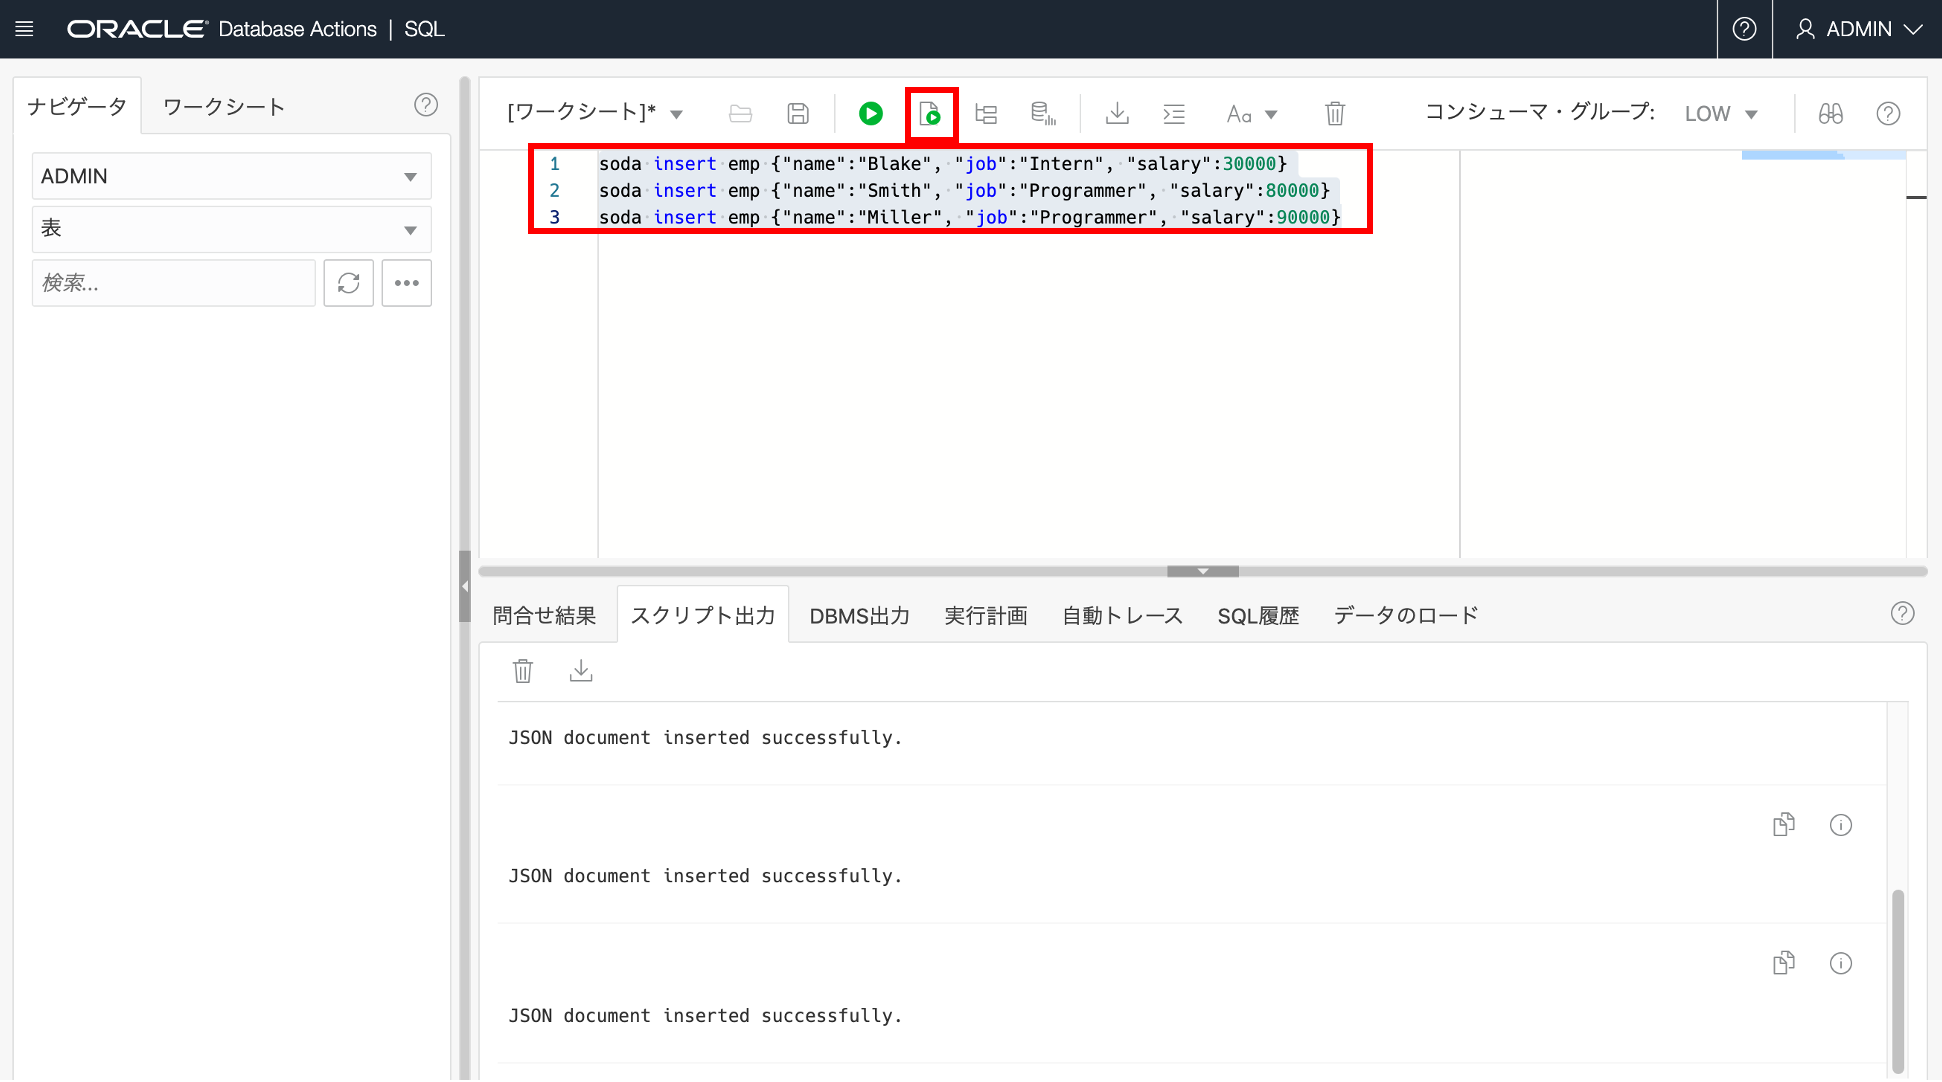 ORACLE Database Actions | SQL
ADMIN
ナビゲータ
ワークシート
ADMIN
表
検索...
[ワークシート]*
Aa
コンシューマ・グループ:
LOW
1 soda insert emp {"name":"Blake", "job":"Intern", "salary":30000}
2 soda insert emp {"name":"Smith", "job":"Programmer", "salary":80000}
3 soda insert emp {"name":"Miller", "job":"Programmer", "salary":90000}
問合せ結果
スクリプト出力
DBMS出力
実行計画
自動トレース
SQL履歴
データのロード
JSON document inserted successfully.
JSON document inserted successfully.
JSON document inserted successfully.